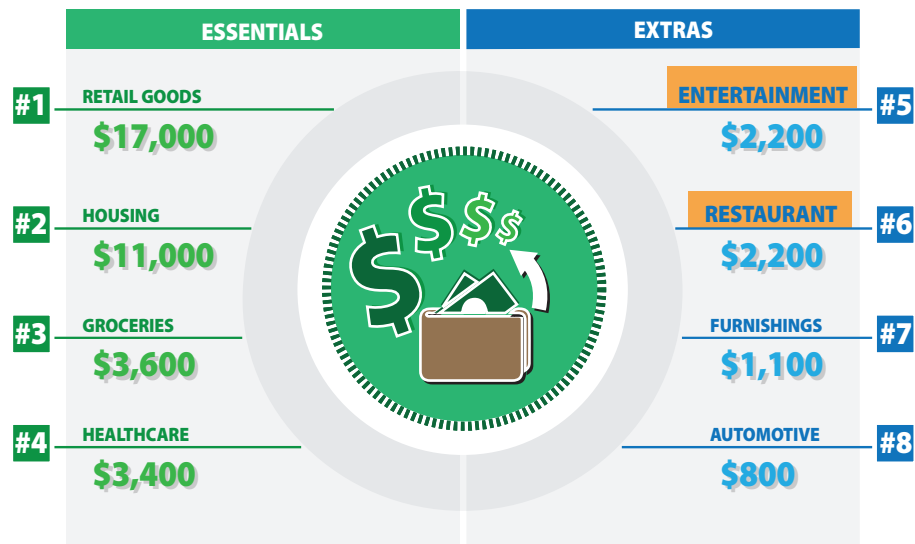 ESSENTIALS
EXTRAS
#1
RETAIL GOODS
$17,000
#2
HOUSING
$11,000
#3
GROCERIES
$3,600
#4
HEALTHCARE
$3,400
ENTERTAINMENT
#5
$2,200
RESTAURANT
#6
$2,200
FURNISHINGS
#7
$1,100
AUTOMOTIVE
#8
$800
$
$
$
$